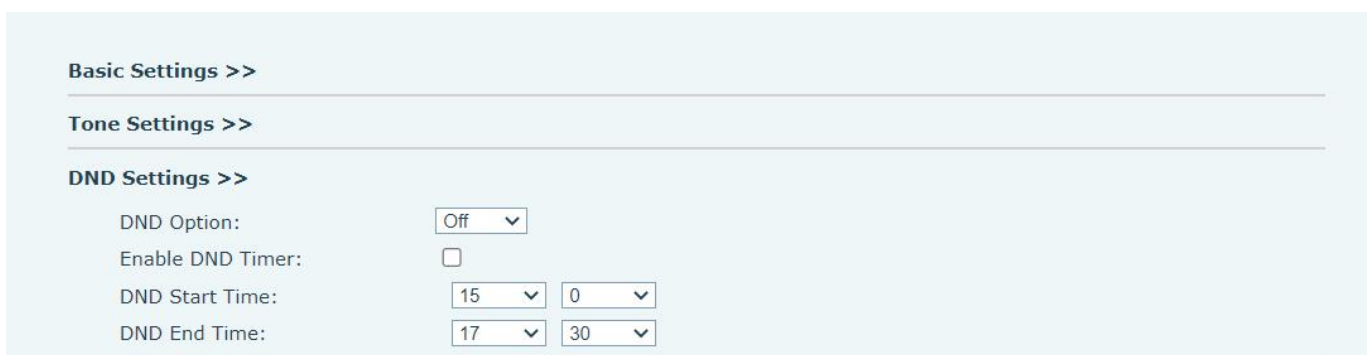 Basic Settings >>
Tone Settings >>
DND Settings >>
DND Option: Off
Enable DND Timer:
DND Start Time: 15 0
DND End Time: 17 30